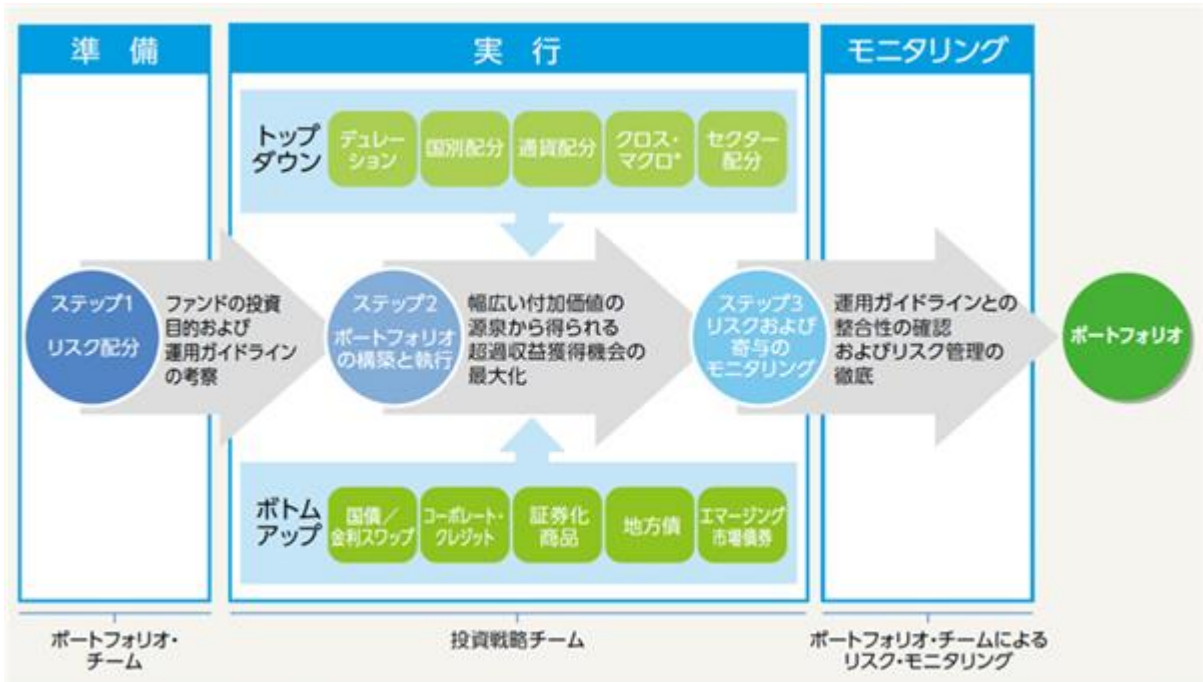 準 備
実 行
モニタリング
トップ
ダウン
デュレー
ション
国別配分
通貨配分
クロス・
マクロ*
セクター
配分
ステップ1
リスク配分
ファンドの投資
目的および
運用ガイドライン
の考察
ステップ2
ポートフォリオ
の構築と執行
幅広い付加価値の
源泉から得られる
超過収益獲得機会の
最大化
ステップ3
リスクおよび
寄与の
モニタリング
運用ガイドラインとの
整合性の確認
およびリスク管理の
徹底
ポートフォリオ
ボトム
アップ
国債/
金利スワップ
コーポレート・
クレジット
証券化
商品
地方債
エマージング
市場債券
ポートフォリオ・
チーム
投資戦略チーム
ポートフォリオ・チームによる
リスク・モニタリング